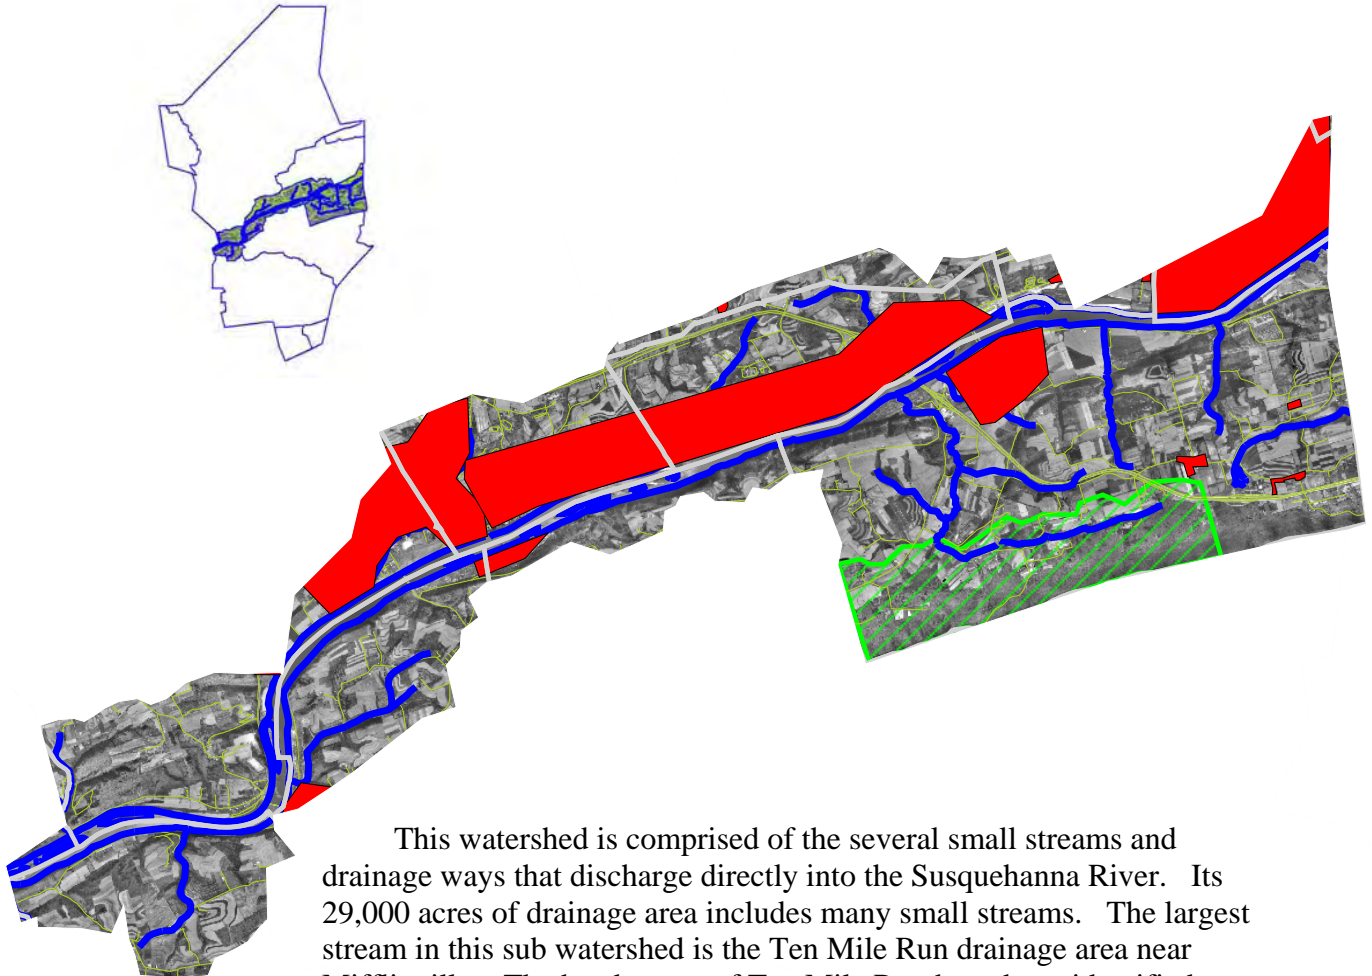 This watershed is comprised of the several small streams and
drainage ways that discharge directly into the Susquehanna River. Its
29,000 acres of drainage area includes many small streams. The largest
stream in this sub watershed is the Ten Mile Run drainage area near